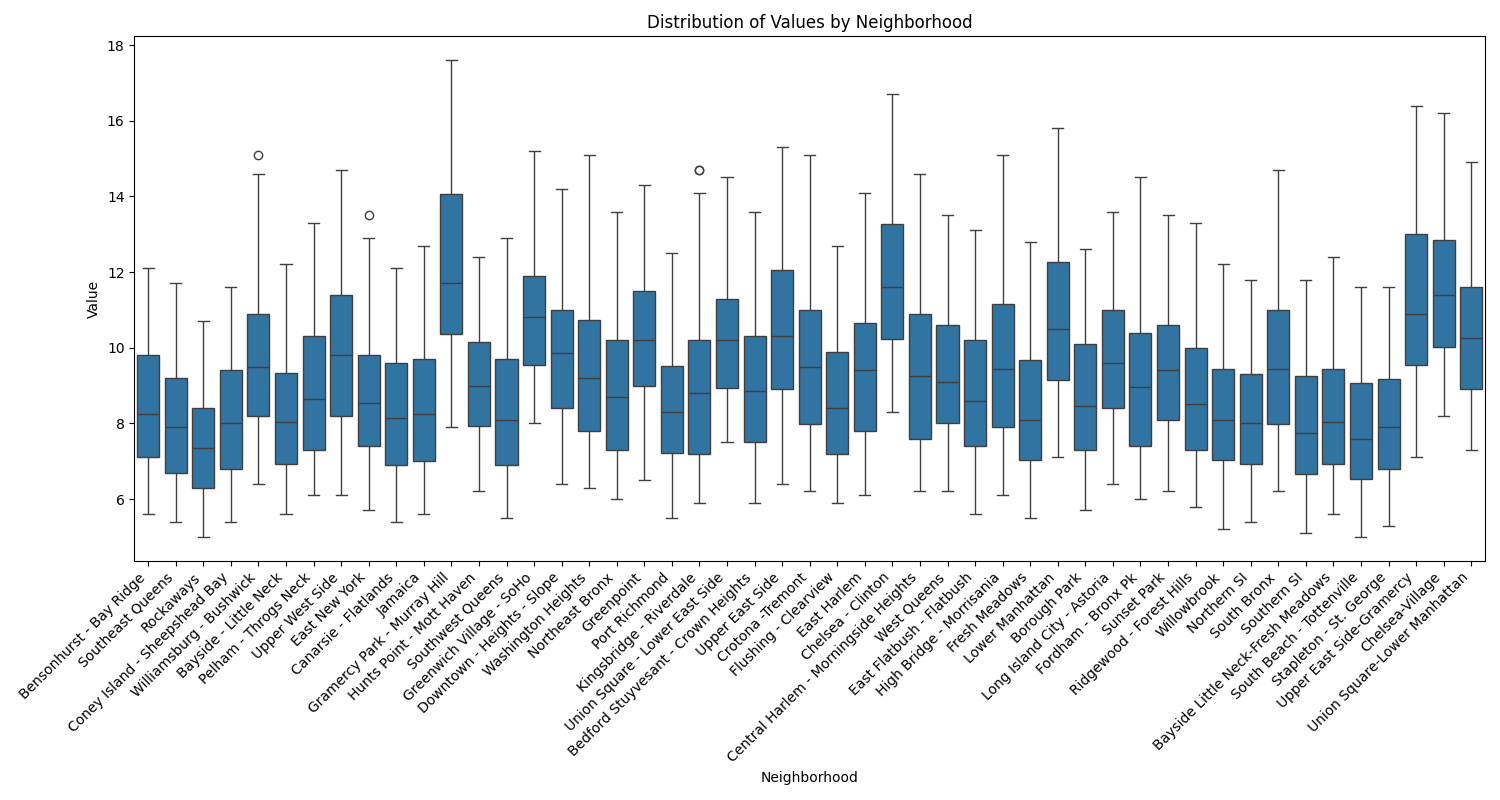 Distribution of Values by Neighborhood
Value
18
16
14
12
10
8
6
Bensonhurst - Bay Ridge
Southeast Queens
Rockaways
Coney Island - Sheepshead Bay
Williamsburg - Bushwick
Bayside - Little Neck
Pelham - Throgs Neck
Upper West Side
East New York
Canarsie - Flatlands
Jamaica
Gramercy Park - Murray Hill
Hunts Point - Mott Haven
Southwest Queens
Greenwich Village - SoHo
Downtown - Heights - Slope
Washington Heights
Northeast Bronx
Greenpoint
Port Richmond
Kingsbridge - Riverdale
Union Square - Lower East Side
Bedford Stuyvesant - Crown Heights
Upper East Side
Crotona -Tremont
Flushing - Clearview
East Harlem
Chelsea - Clinton
Central Harlem - Morningside Heights
West Queens
East Flatbush - Flatbush
High Bridge - Morrisania
Fresh Meadows
Lower Manhattan
Borough Park
Long Island City - Astoria
Fordham - Bronx Pk
Sunset Park
Ridgewood - Forest Hills
Willowbrook
Northern SI
South Bronx
Southern SI
Bayside Little Neck-Fresh Meadows
South Beach - Tottenville
Stapleton - St. George
Upper East Side-Gramercy
Chelsea-Village
Union Square-Lower Manhattan
Neighborhood